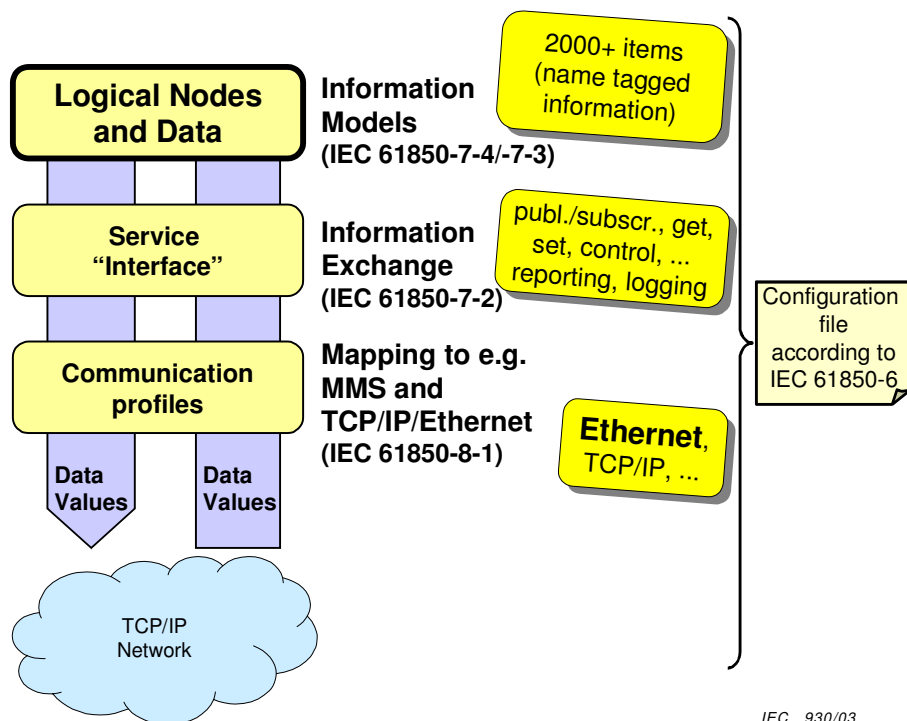 Logical Nodes
and Data
Information
Models
(IEC 61850-7-4/-7-3)
2000+ items
(name tagged
information)
Service
“Interface”
Information
Exchange
(IEC 61850-7-2)
publ./subscr., get,
set, control, ...
reporting, logging
Configuration
file
according to
IEC 61850-6
Communication
profiles
Mapping to e.g.
MMS and
TCP/IP/Ethernet
(IEC 61850-8-1)
Ethernet,
TCP/IP, ...
Data
Values
Data
Values
TCP/IP
Network
IEC 930/03